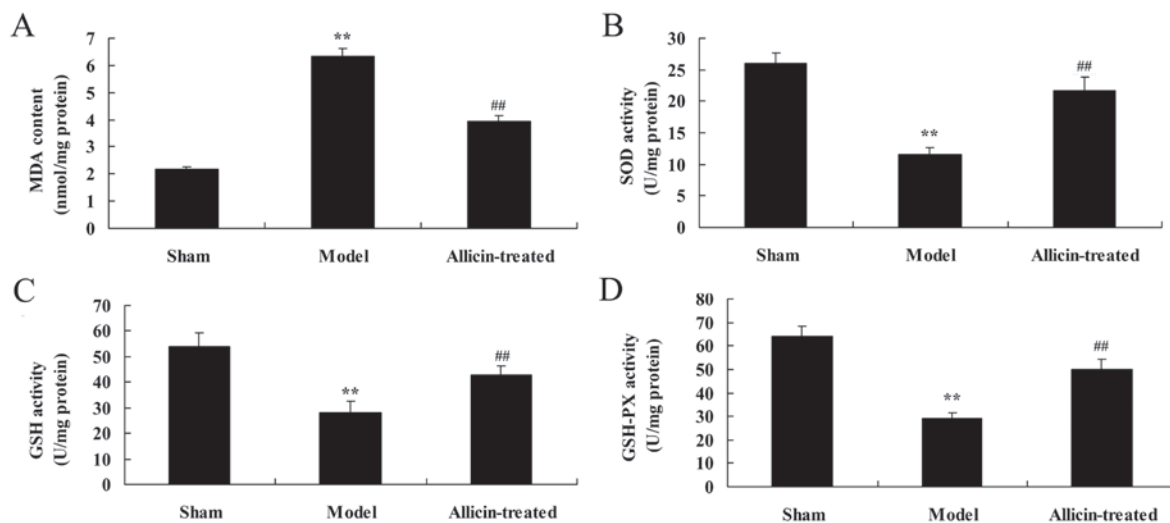 A
MDA content
(nmol/mg protein)
7
6
5
4
3
2
1
0
**
##
Sham Model Allicin-treated
B
SOD activity
(U/mg protein)
30
25
20
15
10
5
0
**
##
Sham Model Allicin-treated
C
GSH activity
(U/mg protein)
70
60
50
40
30
20
10
0
**
##
Sham Model Allicin-treated
D
GSH-PX activity
(U/mg protein)
80
70
60
50
40
30
20
10
0
**
##
Sham Model Allicin-treated